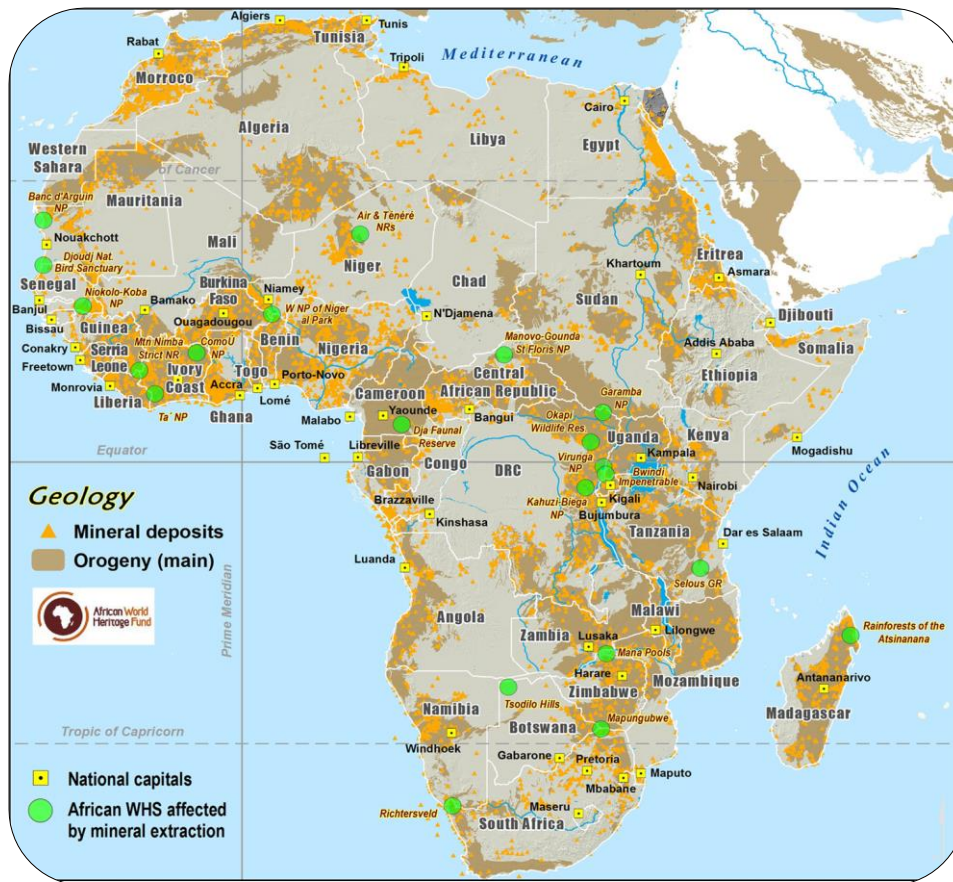 Algiers
Tunis
Rabat
Tunisia
Tripoli
Mediterranean
Morroco
Cairo
Algeria
Libya
Egypt
Western
Sahara
of Cancer
Banc d'Arguin
NP
Mauritania
Air & Ténéré
NRs
Nouakchott
Mali
Djoudj Nat.
Bird Sanctuary
Niger
Chad
Khartoum
Eritrea
Asmara
Senegal
Niokolo-Koba
NP
Burkina
Faso
Niamey
Sudan
Banjul
Bamako
W NP of Niger
al Park
N'Djamena
Djibouti
Bissau
Ouagadougou
Guinea
Benin
Manovo-Gounda
St Floris NP
Addis Ababa
Somalia
Conakry
Serria
Leone
Mtn Nimba
Strict NR
ComoU
NP
Nigeria
Freetown
Ivory
Coast
Togo
Central
African Republic
Ethiopia
Monrovia
Accra
Porto-Novo
Cameroon
Garamba
NP
Liberia
Ghana
Lomé
Ta¨ NP
Malabo
Yaounde
Bangui
Okapi
Wildlife Res.
Uganda
Kenya
Dja Faunal
Reserve
São Tomé
Libreville
Mogadishu
Equator
Gabon
Congo
DRC
Virunga
NP
Kampala
Bwindi
Impenetrable
Nairobi
Indian Ocean
Geology
Brazzaville
Kahuzi-Biega
NP
Kigali
Bujumbura
Mineral deposits
Kinshasa
Tanzania
Dar es Salaam
Orogeny (main)
Luanda
Selous GR
African World
Heritage Fund
Prime Meridian
Angola
Malawi
Zambia
Lusaka
Lilongwe
Rainforests of the
Atsinanana
Mana Pools
Harare
Mozambique
Antananarivo
Zimbabwe
Madagascar
Namibia
Tsodilo Hills
Mapungubwe
Tropic of Capricorn
Botswana
Windhoek
Gabarone
Pretoria
National capitals
Maputo
Mbabane
African WHS affected
by mineral extraction
Richtersveld
Maseru
South Africa